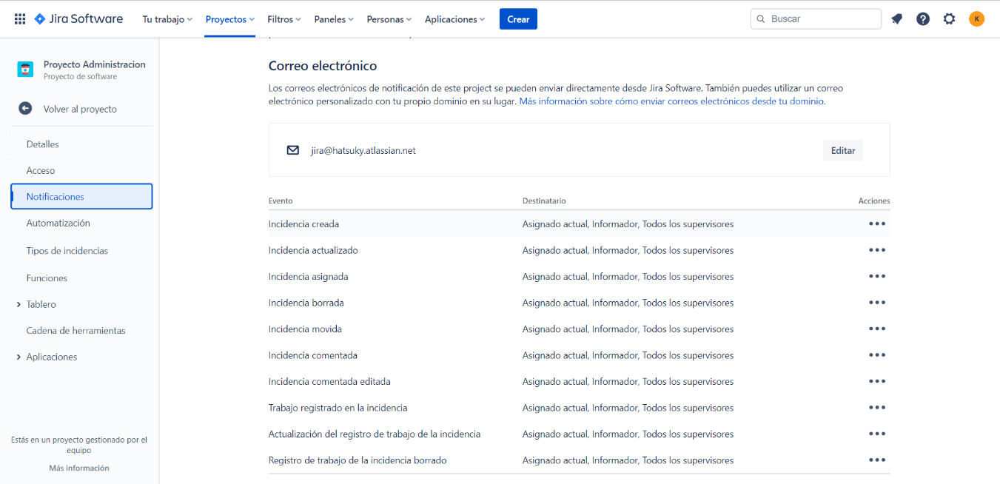 Jira Software Tu trabajo Proyectos Filtros Paneles Personas Aplicaciones Crear Buscar K
Proyecto Administracion
Proyecto de software
Volver al proyecto
Detalles
Acceso
Notificaciones
Automatización
Tipos de incidencias
Funciones
Tablero
Cadena de herramientas
Aplicaciones
Estás en un proyecto gestionado por el
equipo
Más información
Correo electrónico
Los correos electrónicos de notificación de este project se pueden enviar directamente desde Jira Software. También puedes utilizar un correo
electrónico personalizado con tu propio dominio en su lugar. Más información sobre cómo enviar correos electrónicos desde tu dominio.
jira@hatsuky.atlassian.net Editar
Evento Destinatario Acciones
Incidencia creada Asignado actual, Informador, Todos los supervisores
Incidencia actualizado Asignado actual, Informador, Todos los supervisores
Incidencia asignada Asignado actual, Informador, Todos los supervisores
Incidencia borrada Asignado actual, Informador, Todos los supervisores
Incidencia movida Asignado actual, Informador, Todos los supervisores
Incidencia comentada Asignado actual, Informador, Todos los supervisores
Incidencia comentada editada Asignado actual, Informador, Todos los supervisores
Trabajo registrado en la incidencia Asignado actual, Informador, Todos los supervisores
Actualización del registro de trabajo de la incidencia Asignado actual, Informador, Todos los supervisores
Registro de trabajo de la incidencia borrado Asignado actual, Informador, Todos los supervisores